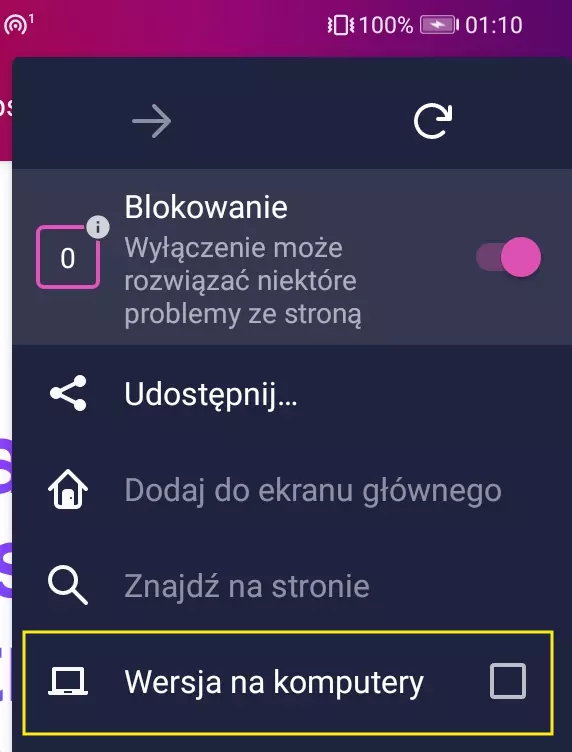 1 100% 01:10
Blokowanie
0 i
Wyłączenie może
rozwiązać niektóre
problemy ze stroną
Udostępnij...
Dodaj do ekranu głównego
Znajdź na stronie
Wersja na komputery